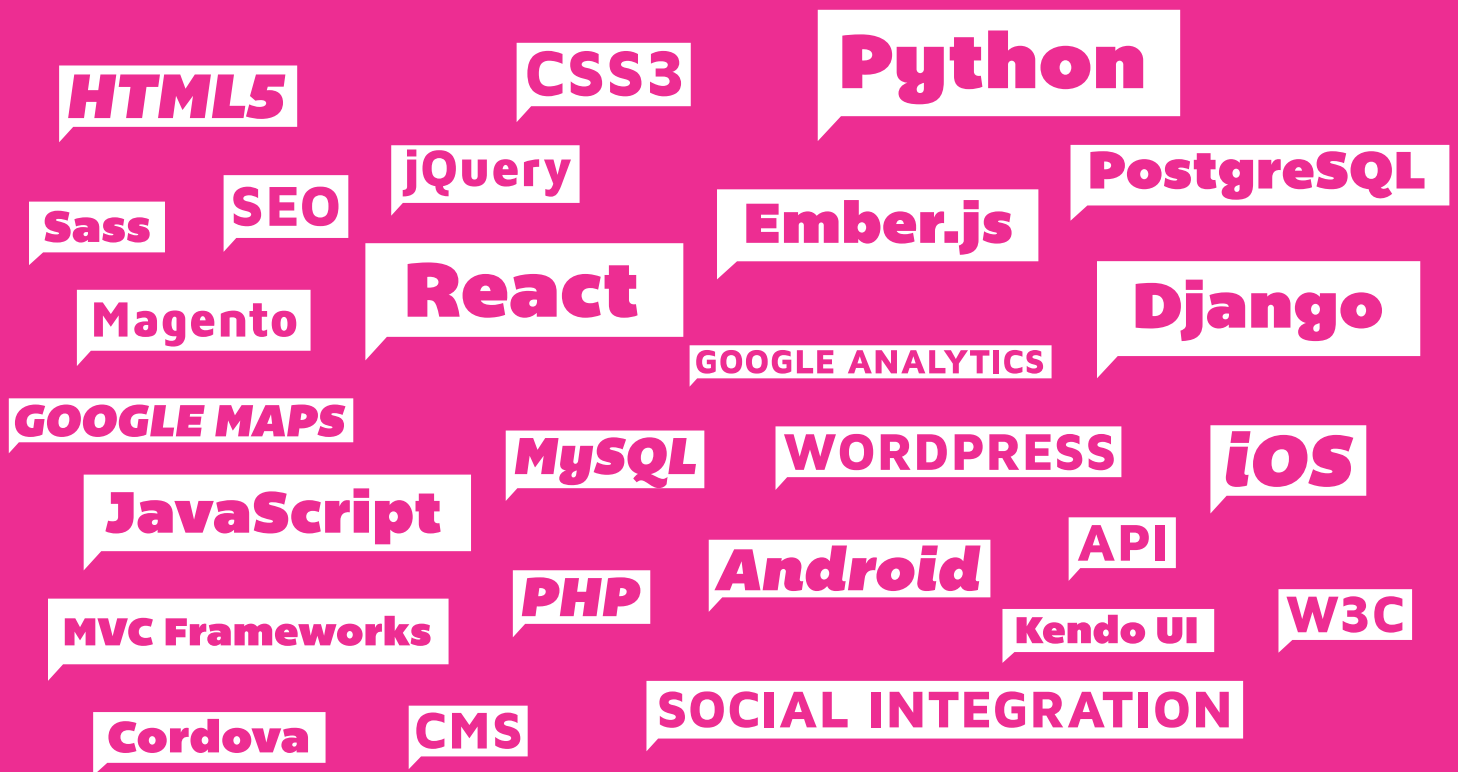 Python
CSS3
HTML5
jQuery
PostgreSQL
SEO
Sass
Ember.js
React
Django
Magento
GOOGLE ANALYTICS
GOOGLE MAPS
MySQL
WORDPRESS
iOS
JavaScript
API
Android
PHP
MVC Frameworks
Kendo UI
W3C
SOCIAL INTEGRATION
Cordova
CMS